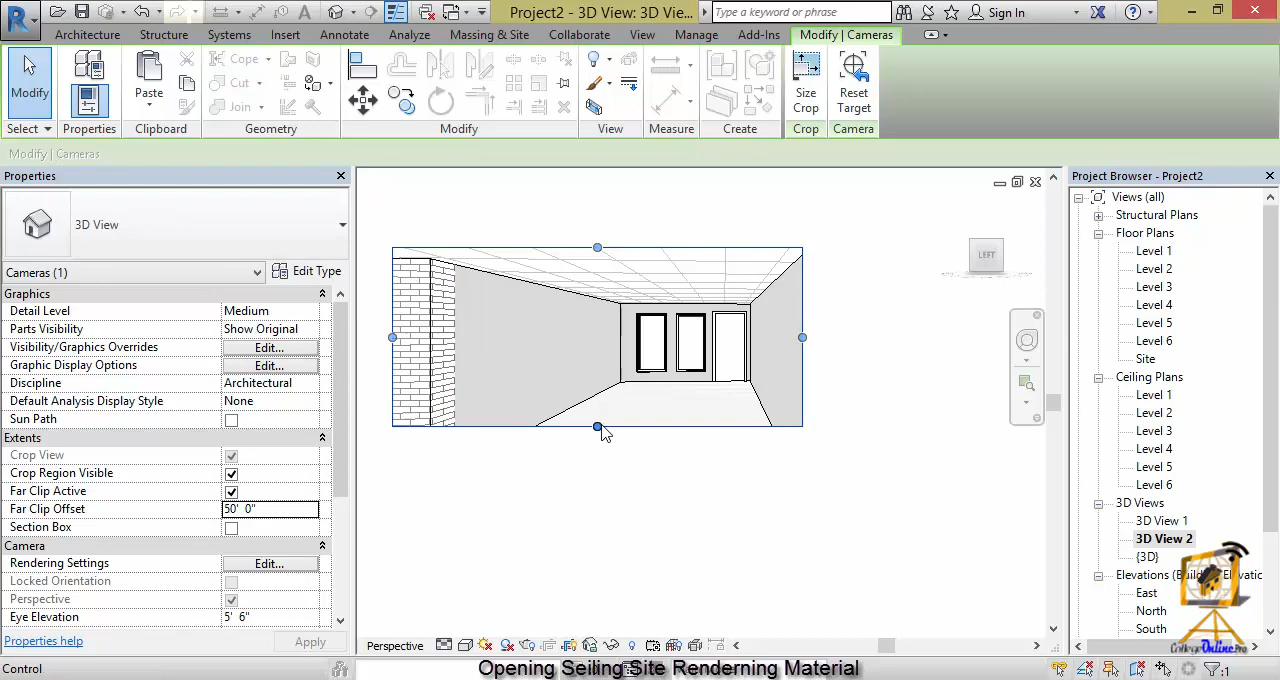 Project2 - 3D View: 3D Vie...
Type a keyword or phrase
Sign In
Architecture
Structure
Systems
Insert
Annotate
Analyze
Massing & Site
Collaborate
View
Manage
Add-Ins
Modify | Cameras
Modify
Paste
Cope
Cut
Join
Size Crop
Reset Target
Select
Properties
Clipboard
Geometry
Modify
View
Measure
Create
Crop
Camera
Modify | Cameras
Properties
3D View
Cameras (1)
Edit Type
Graphics
Detail Level Medium
Parts Visibility Show Original
Visibility/Graphics Overrides Edit...
Graphic Display Options Edit...
Discipline Architectural
Default Analysis Display Style None
Sun Path
Extents
Crop View
Crop Region Visible
Far Clip Active
Far Clip Offset 50' 0"
Section Box
Camera
Rendering Settings Edit...
Locked Orientation
Perspective
Eye Elevation 5' 6"
Properties help
Apply
Control
LEFT
Perspective
Project Browser - Project2
Views (all)
Structural Plans
Floor Plans
Level 1
Level 2
Level 3
Level 4
Level 5
Level 6
Site
Ceiling Plans
Level 1
Level 2
Level 3
Level 4
Level 5
Level 6
3D Views
3D View 1
3D View 2
{3D}
Elevations (Bui
East
North
South
CollegeOnline.Pro
:1
Opening Seiling Site Rendernning Material